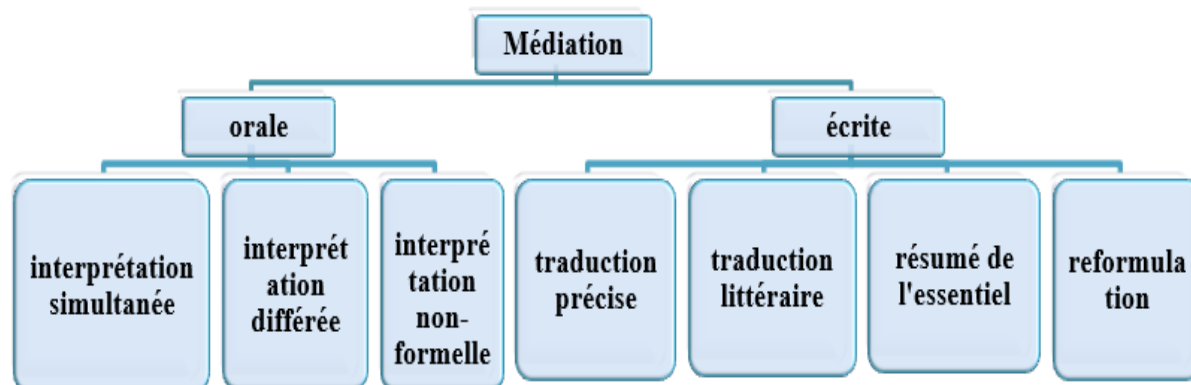 Médiation
orale
écrite
interprétation
simultanée
interprét
ation
différée
interpré
tation
non-
formelle
traduction
précise
traduction
littéraire
résumé de
l'essentiel
reformula
tion